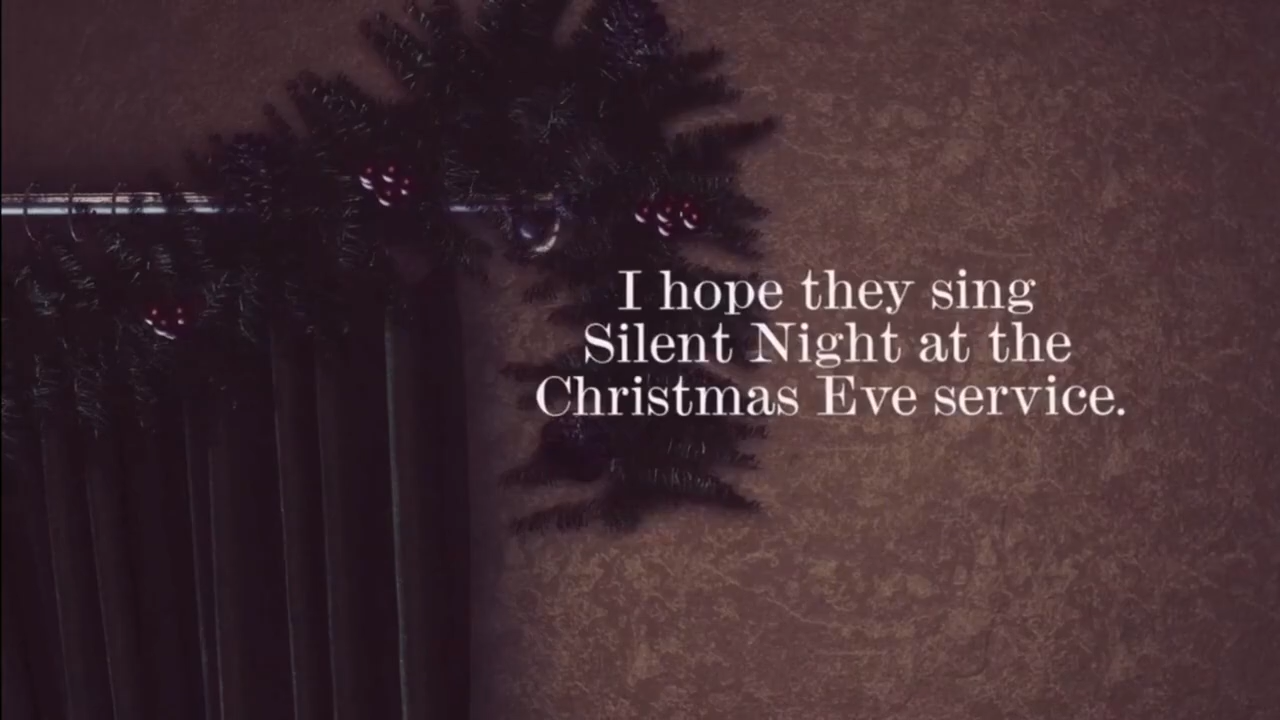 I hope they sing
Silent Night at the
Christmas Eve service.